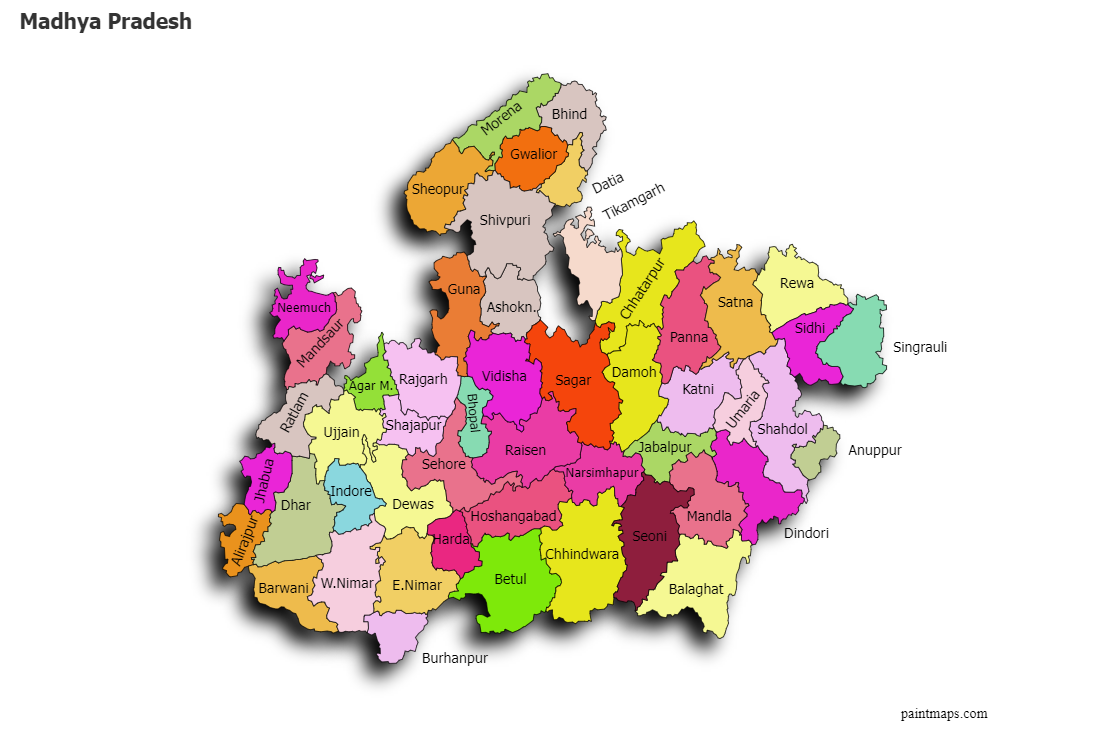 Madhya Pradesh
Morena
Bhind
Gwalior
Sheopur
Datia
Tikamgarh
Shivpuri
Guna
Ashokn.
Chhatarpur
Rewa
Satna
Neemuch
Mandsaur
Panna
Sidhi
Singrauli
Agar M.
Rajgarh
Vidisha
Sagar
Damoh
Katni
Umaria
Ratlam
Shajapur
Bhopal
Ujjain
Shahdol
Raisen
Jabalpur
Anuppur
Sehore
Narsimhapur
Jhabua
Indore
Dhar
Dewas
Hoshangabad
Mandla
Alirajpur
Harda
Seoni
Dindori
Chhindwara
Barwani
W.Nimar
E.Nimar
Betul
Balaghat
Burhanpur
paintmaps.com